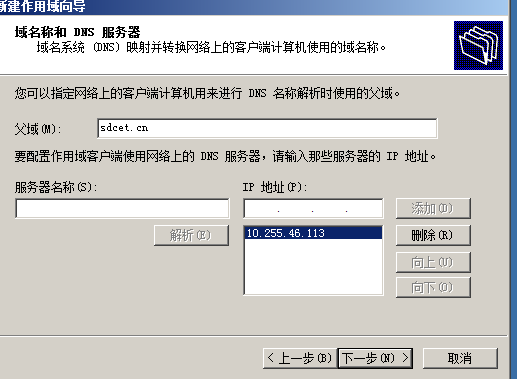 新建作用域向导
域名称和 DNS 服务器
域名系统 (DNS) 映射并转换网络上的客户端计算机使用的域名称。
您可以指定网络上的客户端计算机用来进行 DNS 名称解析时使用的父域。
父域(M): sdcet.cn
要配置作用域客户端使用网络上的 DNS 服务器，请输入那些服务器的 IP 地址。
服务器名称(S): IP 地址(P):
. . . 添加(D)
解析(E) 10.255.46.113 删除(R)
向上(U)
向下(O)
< 上一步(B) 下一步(N) > 取消